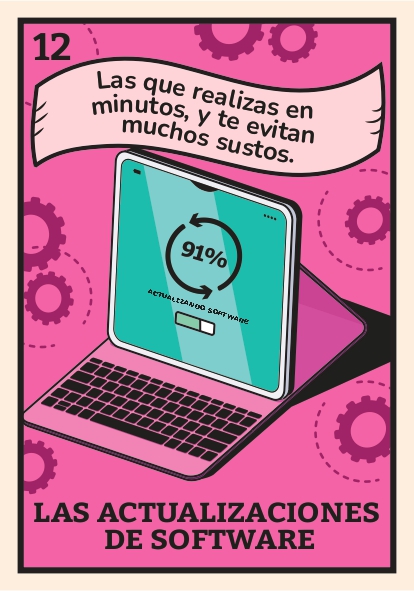 12
Las que realizas en
minutos, y te evitan
muchos sustos.
91%
ACTUALIZANDO SOFTWARE
LAS ACTUALIZACIONES
DE SOFTWARE